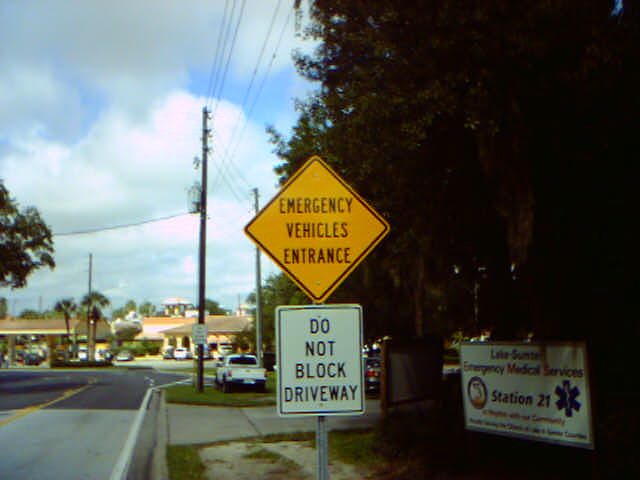 EMERGENCY
VEHICLES
ENTRANCE
DO
NOT
BLOCK
DRIVEWAY
Lake-Sumter
Emergency Medical Services
Station 21